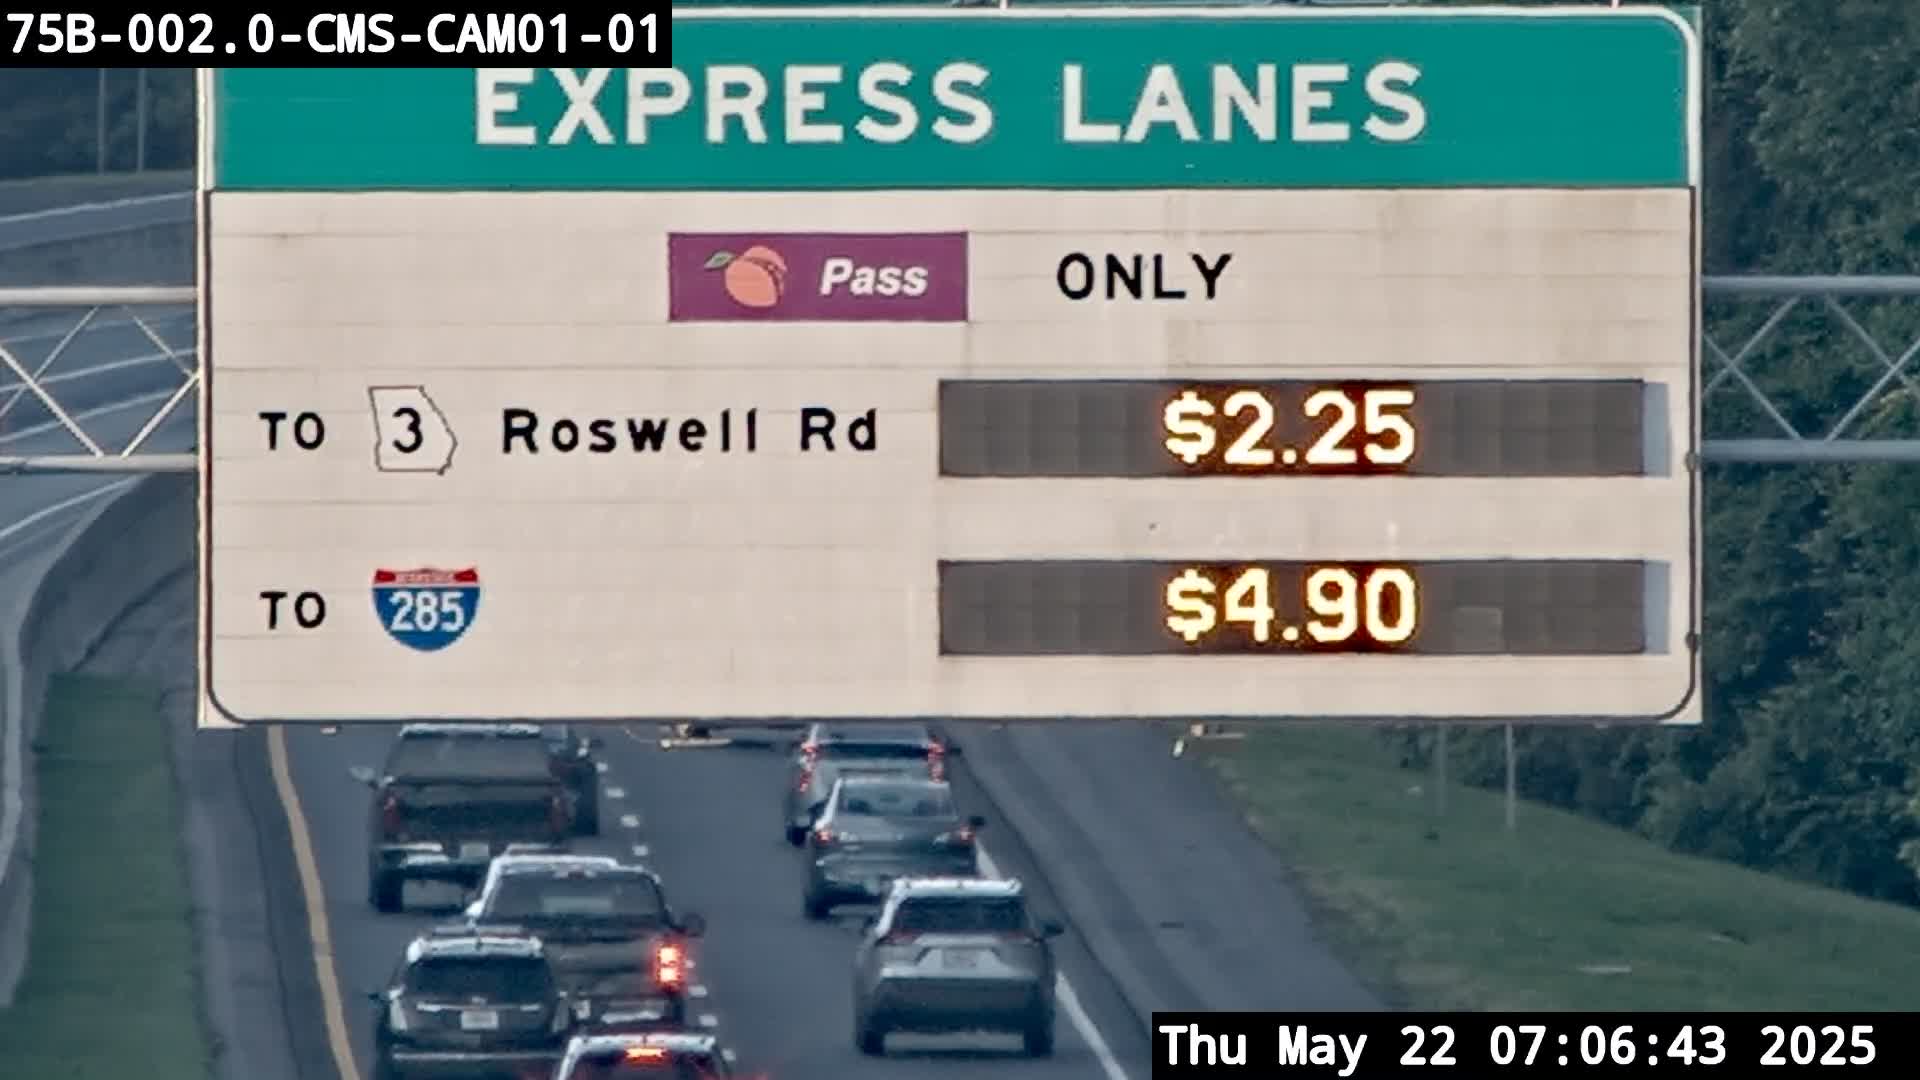 75B-002.0-CMS-CAM01-01
EXPRESS LANES
Pass ONLY
TO 3 Roswell Rd $2.25
TO 285 $4.90
Thu May 22 07:06:43 2025